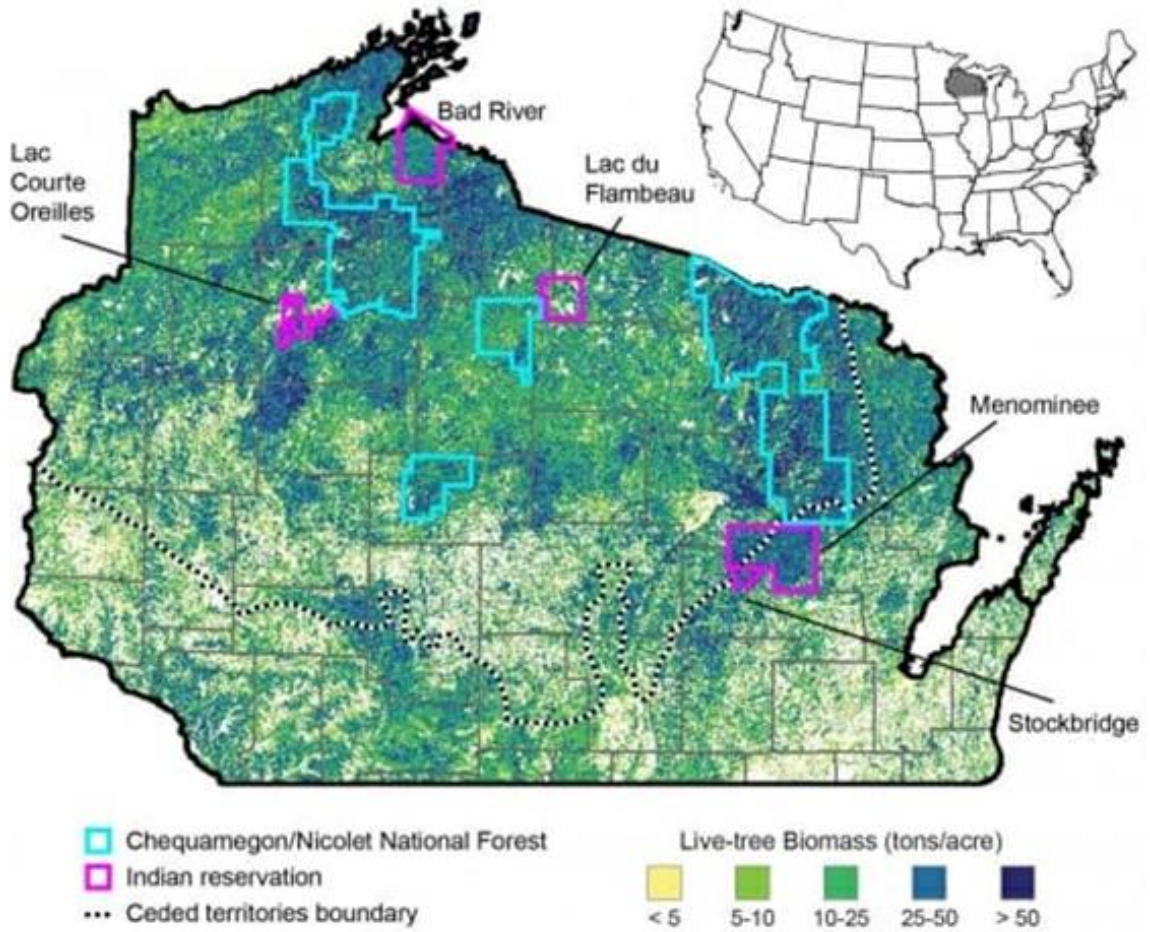 Bad River
Lac
Courte
Oreilles
Lac du
Flambeau
Menominee
Stockbridge
Chequamegon/Nicolet National Forest
Indian reservation
Ceded territories boundary
Live-tree Biomass (tons/acre)
< 5
5-10
10-25
25-50
> 50